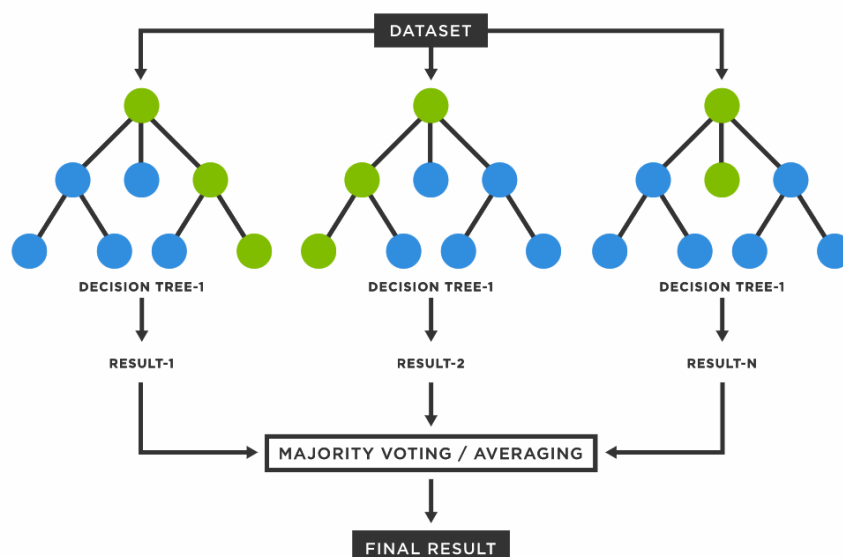 DATASET
DECISION TREE-1
DECISION TREE-1
DECISION TREE-1
RESULT-1
RESULT-2
RESULT-N
MAJORITY VOTING / AVERAGING
FINAL RESULT